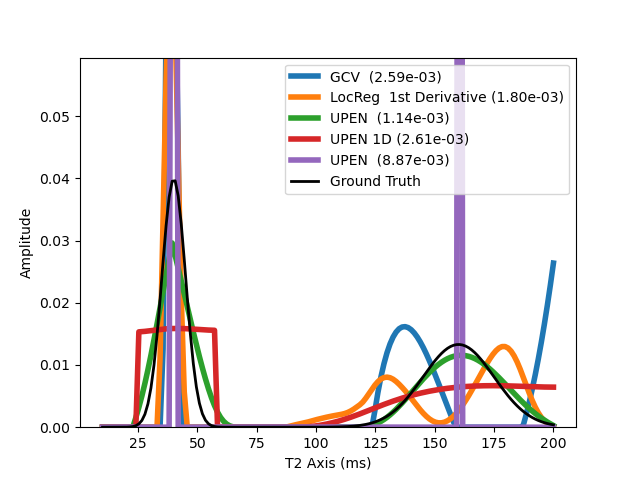 GCV  (2.59e-03)
LocReg  1st Derivative (1.80e-03)
UPEN  (1.14e-03)
UPEN 1D (2.61e-03)
UPEN  (8.87e-03)
Ground Truth
Amplitude
0.05
0.04
0.03
0.02
0.01
0.00
25 50 75 100 125 150 175 200
T2 Axis (ms)